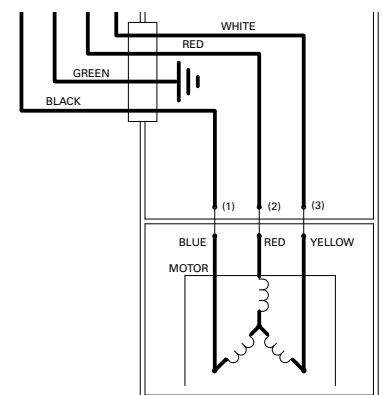 WHITE
RED
GREEN
BLACK
(1) (2) (3)
BLUE RED YELLOW
MOTOR